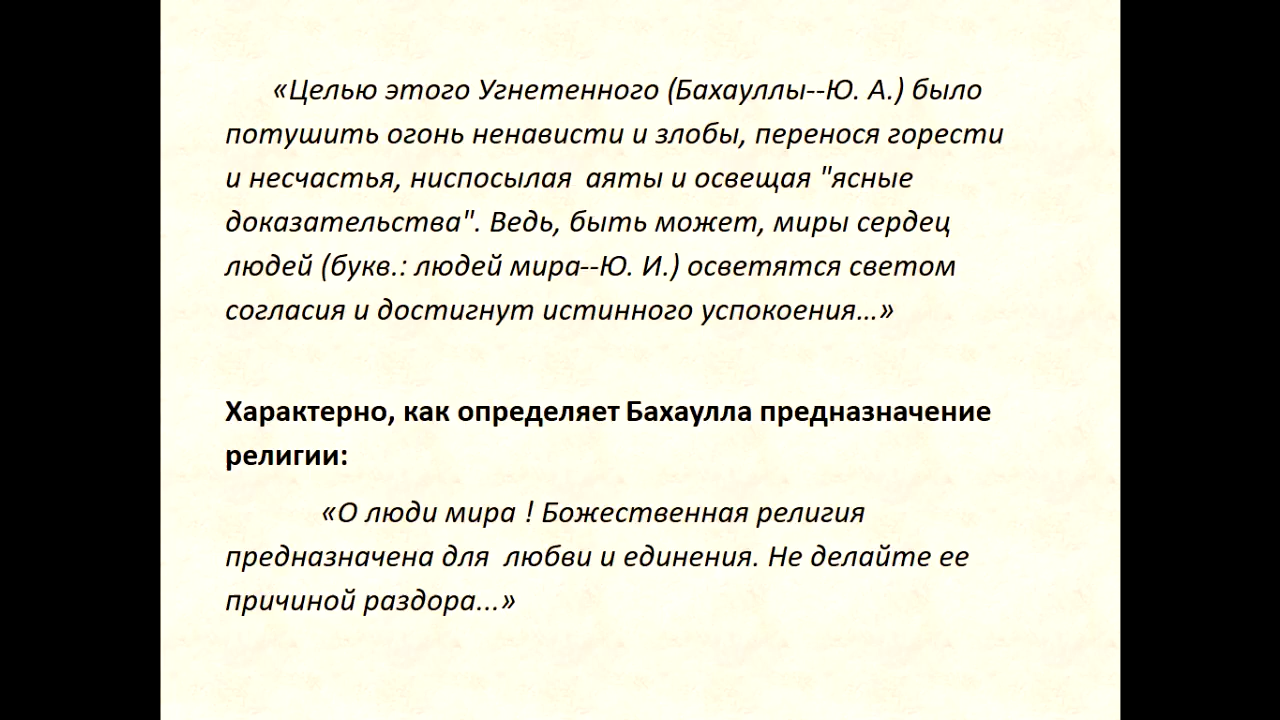 «Целью этого Угнетенного (Бахауллы--Ю. А.) было
потушить огонь ненависти и злобы, перенося горести
и несчастья, ниспосылая  аяты и освещая "ясные
доказательства". Ведь, быть может, миры сердец
людей (букв.: людей мира--Ю. И.) осветятся светом
согласия и достигнут истинного успокоения…»
Характерно, как определяет Бахаулла предназначение
религии:
«О люди мира ! Божественная религия
предназначена для  любви и единения. Не делайте ее
причиной раздора...»